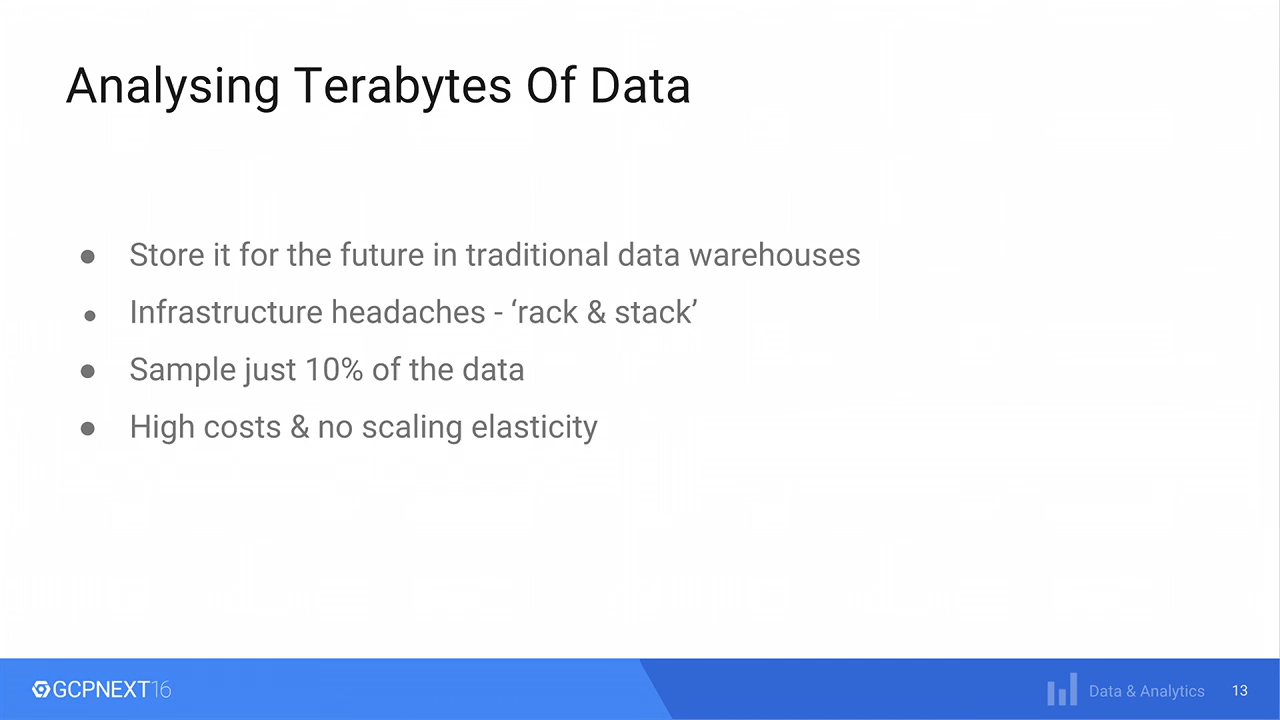 Analysing Terabytes Of Data
● Store it for the future in traditional data warehouses
● Infrastructure headaches - ‘rack & stack’
● Sample just 10% of the data
● High costs & no scaling elasticity
GCPNEXT16
Data & Analytics 13